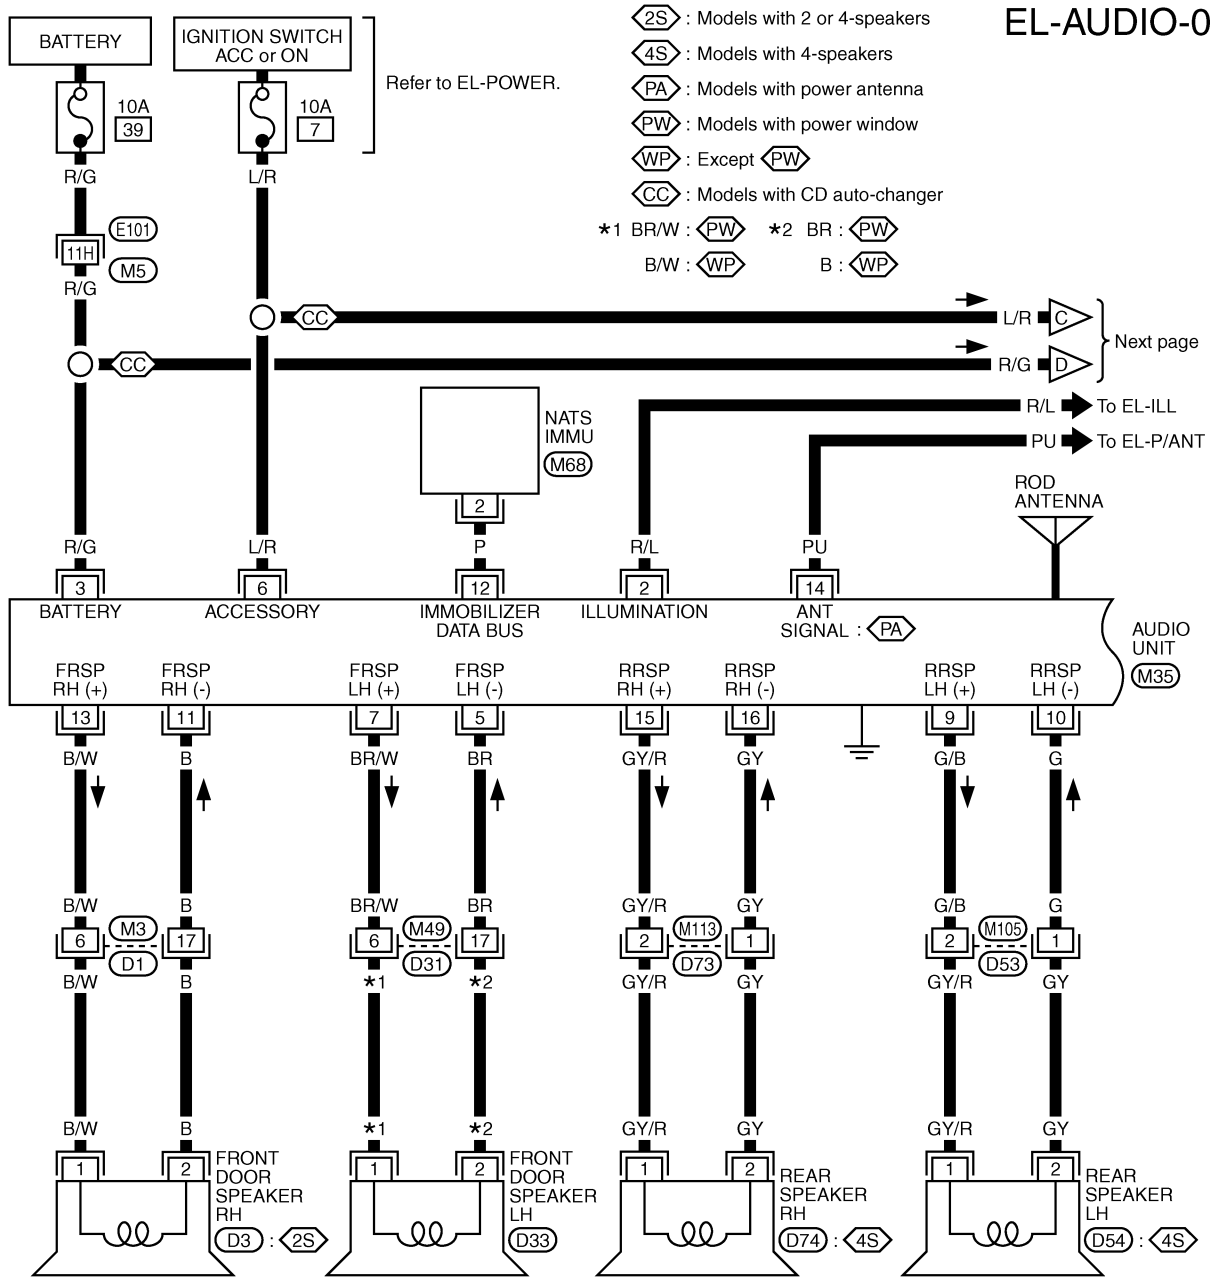 EL-AUDIO-0
BATTERY
IGNITION SWITCH
ACC or ON
Refer to EL-POWER.
10A
39
10A
7
2S : Models with 2 or 4-speakers
4S : Models with 4-speakers
PA : Models with power antenna
PW : Models with power window
WP : Except PW
CC : Models with CD auto-changer
*1 BR/W : PW *2 BR : PW
B/W : WP B : WP
R/G
L/R
E101
11H
M5
R/G
CC
L/R
C
CC
R/G
D
Next page
R/L
To EL-ILL
PU
To EL-P/ANT
NATS
IMMU
M68
2
ROD
ANTENNA
R/G
L/R
P
R/L
PU
3
6
12
2
14
BATTERY
ACCESSORY
IMMOBILIZER
DATA BUS
ILLUMINATION
ANT
SIGNAL : PA
AUDIO
UNIT
M35
FRSP
RH (+)
FRSP
RH (-)
FRSP
LH (+)
FRSP
LH (-)
RRSP
RH (+)
RRSP
RH (-)
RRSP
LH (+)
RRSP
LH (-)
13
11
7
5
15
16
9
10
B/W
B
BR/W
BR
GY/R
GY
G/B
G
B/W
B
BR/W
BR
GY/R
GY
G/B
G
6
M3
D1
17
6
M49
D31
17
2
M113
D73
1
2
M105
D53
1
B/W
B
*1
*2
GY/R
GY
GY/R
GY
B/W
B
*1
*2
GY/R
GY
GY/R
GY
1
2
1
2
1
2
1
2
FRONT
DOOR
SPEAKER
RH
D3 : 2S
FRONT
DOOR
SPEAKER
LH
D33
REAR
SPEAKER
RH
D74 : 4S
REAR
SPEAKER
LH
D54 : 4S